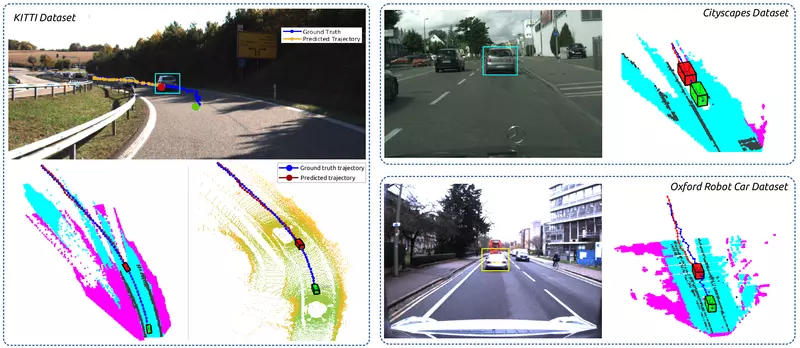 KITTI Dataset
Ground Truth
Predicted Trajectory
Ground truth trajectory
Predicted trajectory
Cityscapes Dataset
Oxford Robot Car Dataset